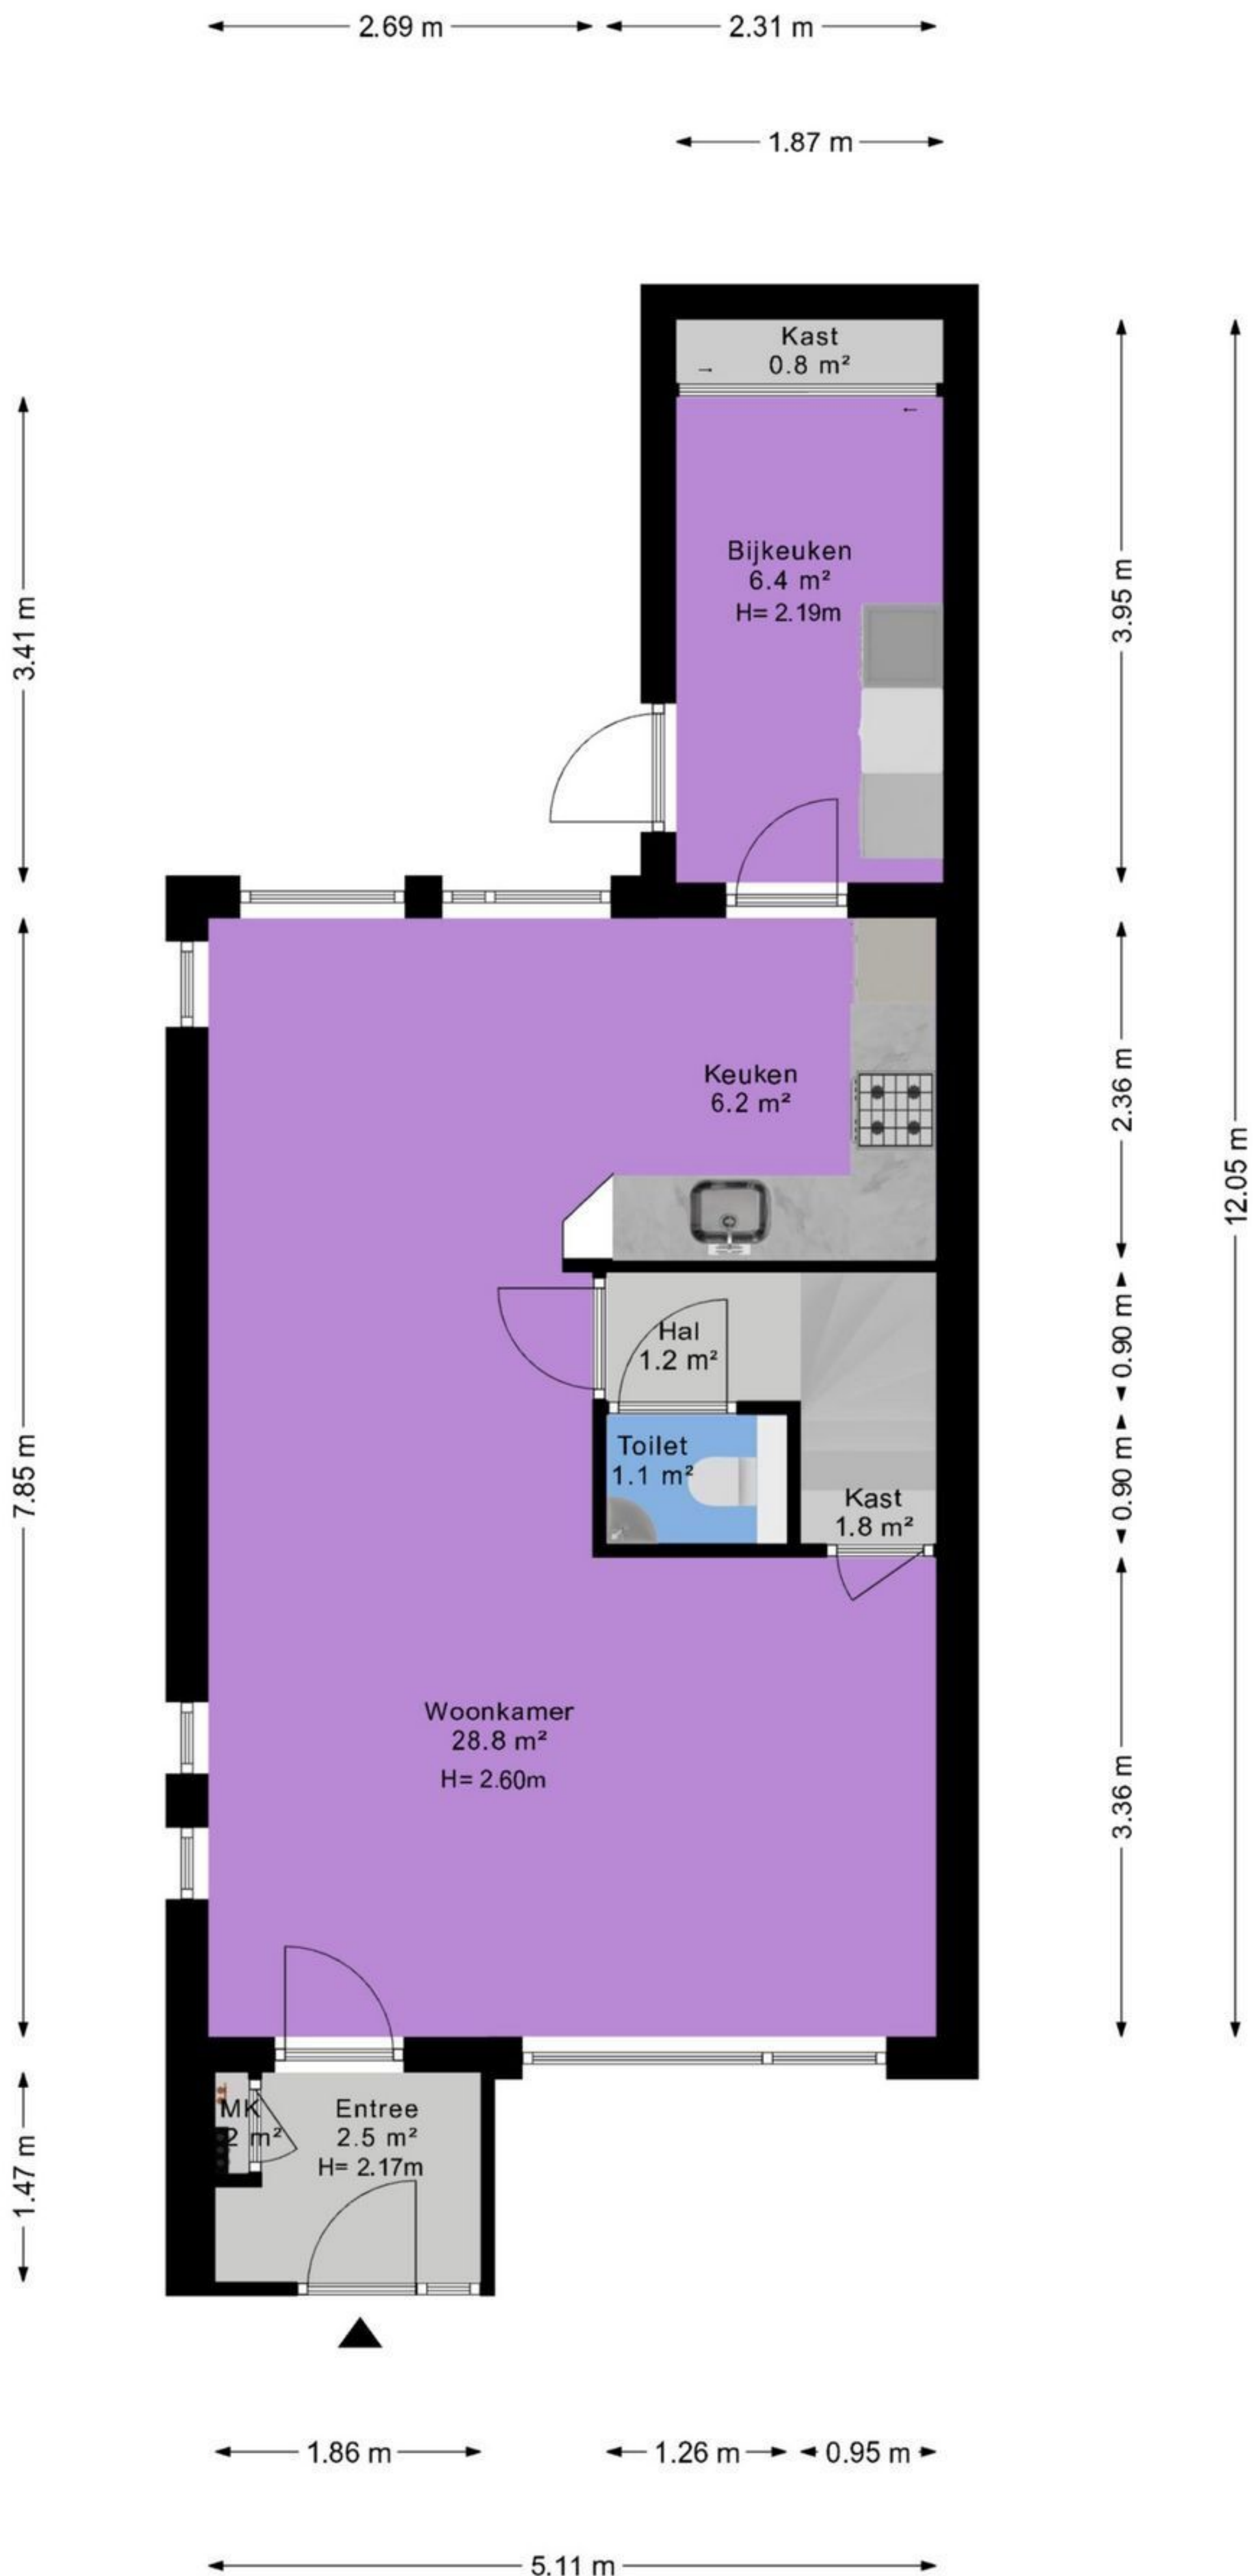 2.69 m
2.31 m
1.87 m
Kast
0.8 m²
Bijkeuken
6.4 m²
H= 2.19m
3.41 m
3.95 m
Keuken
6.2 m²
2.36 m
12.05 m
Hal
1.2 m²
0.90 m
Toilet
1.1 m²
0.90 m
Kast
1.8 m²
7.85 m
Woonkamer
28.8 m²
H= 2.60m
3.36 m
MK
2 m²
Entree
2.5 m²
H= 2.17m
1.47 m
1.86 m
1.26 m
0.95 m
5.11 m